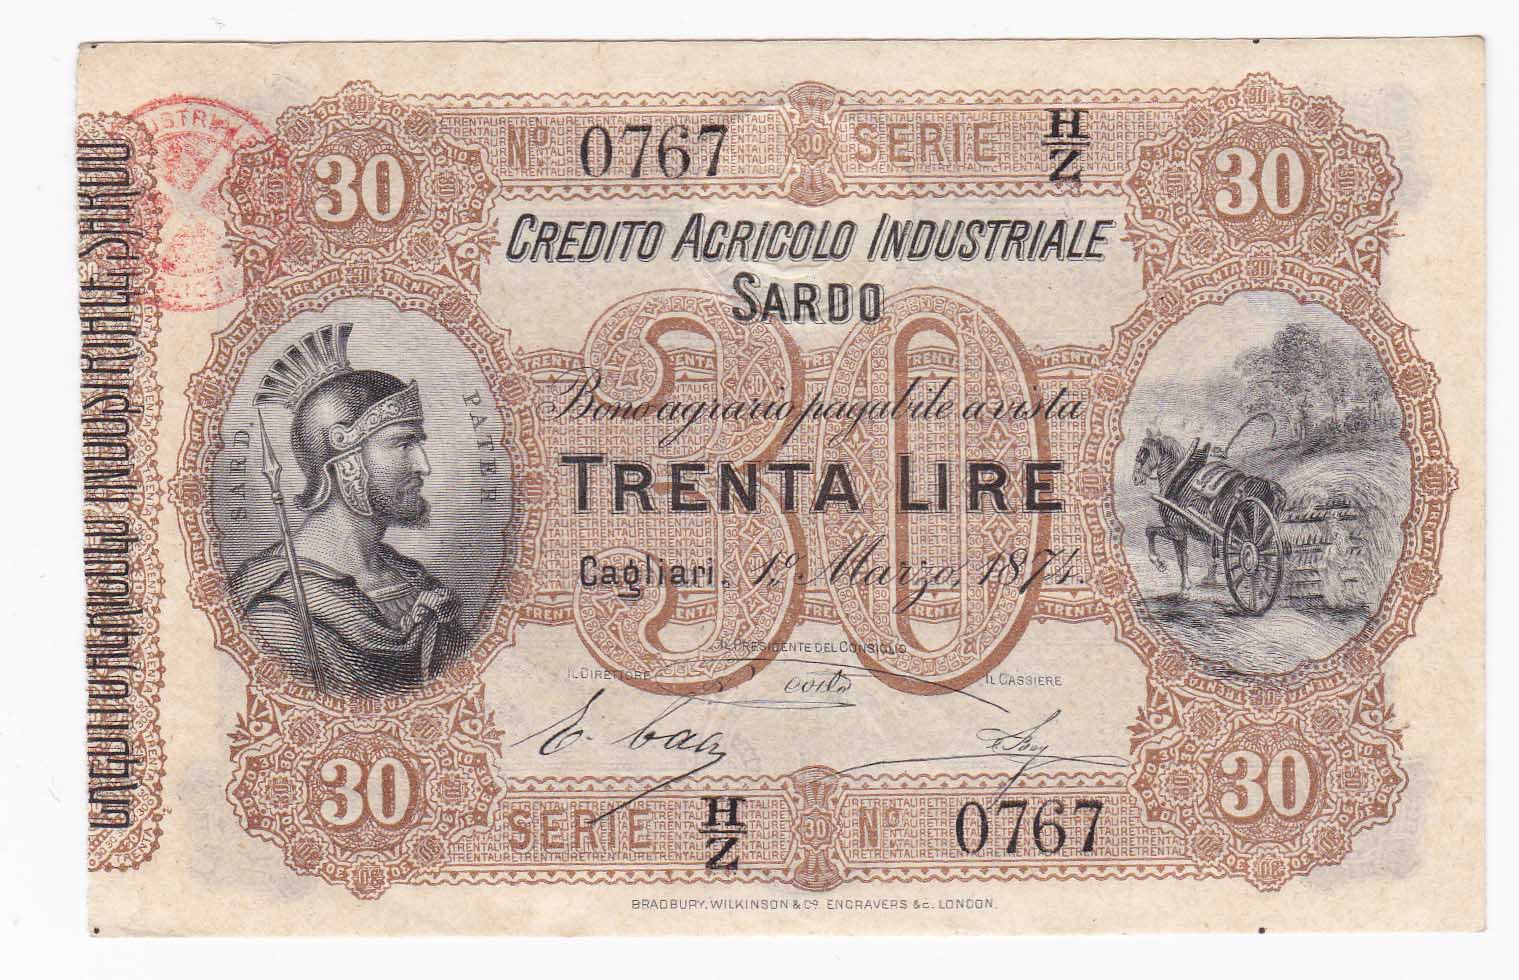 CREDITO AGRICOLO INDUSTRIALE SARDO
30
Nº 0767 SERIE H/Z
30
CREDITO AGRICOLO INDUSTRIALE
SARDO
30
SARD. PATER
Bono agrario pagabile a vista
TRENTA LIRE
Cagliari. 1º Marzo, 1874.
IL PRESIDENTE DEL CONSIGLIO
IL DIRETTORE
IL CASSIERE
30
SERIE H/Z Nº 0767
30
BRADBURY, WILKINSON & Cº ENGRAVERS &c. LONDON.